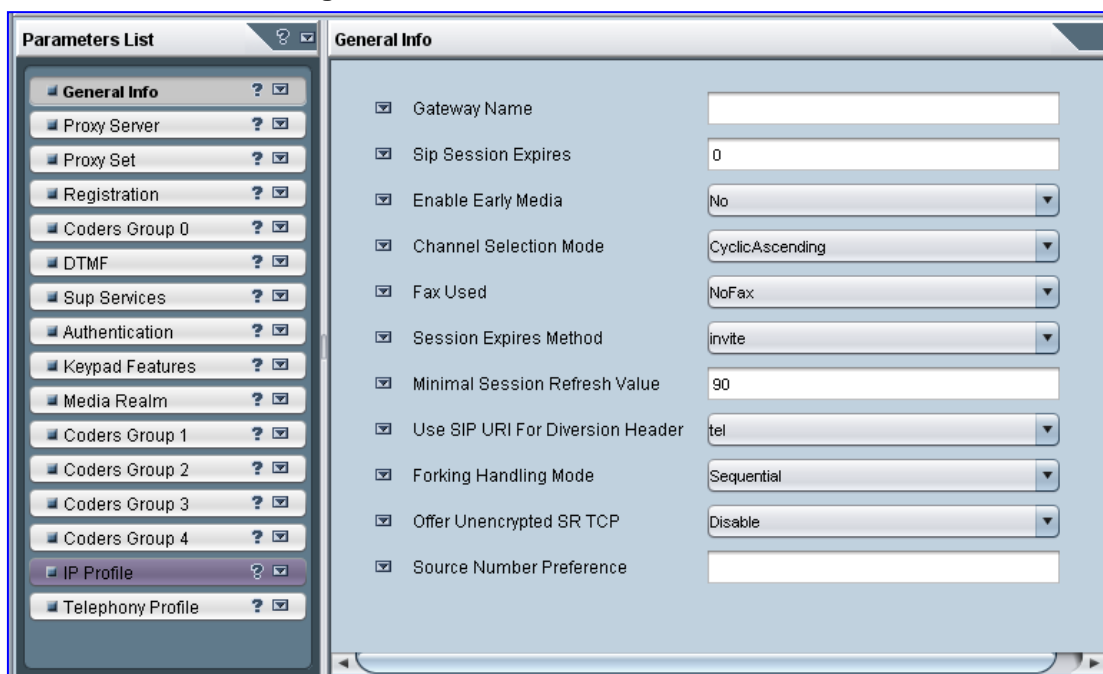 Parameters List ?
General Info ?
Proxy Server ?
Proxy Set ?
Registration ?
Coders Group 0 ?
DTMF ?
Sup Services ?
Authentication ?
Keypad Features ?
Media Realm ?
Coders Group 1 ?
Coders Group 2 ?
Coders Group 3 ?
Coders Group 4 ?
IP Profile ?
Telephony Profile ?
General Info
Gateway Name
Sip Session Expires 0
Enable Early Media No
Channel Selection Mode CyclicAscending
Fax Used NoFax
Session Expires Method invite
Minimal Session Refresh Value 90
Use SIP URI For Diversion Header tel
Forking Handling Mode Sequential
Offer Unencrypted SR TCP Disable
Source Number Preference